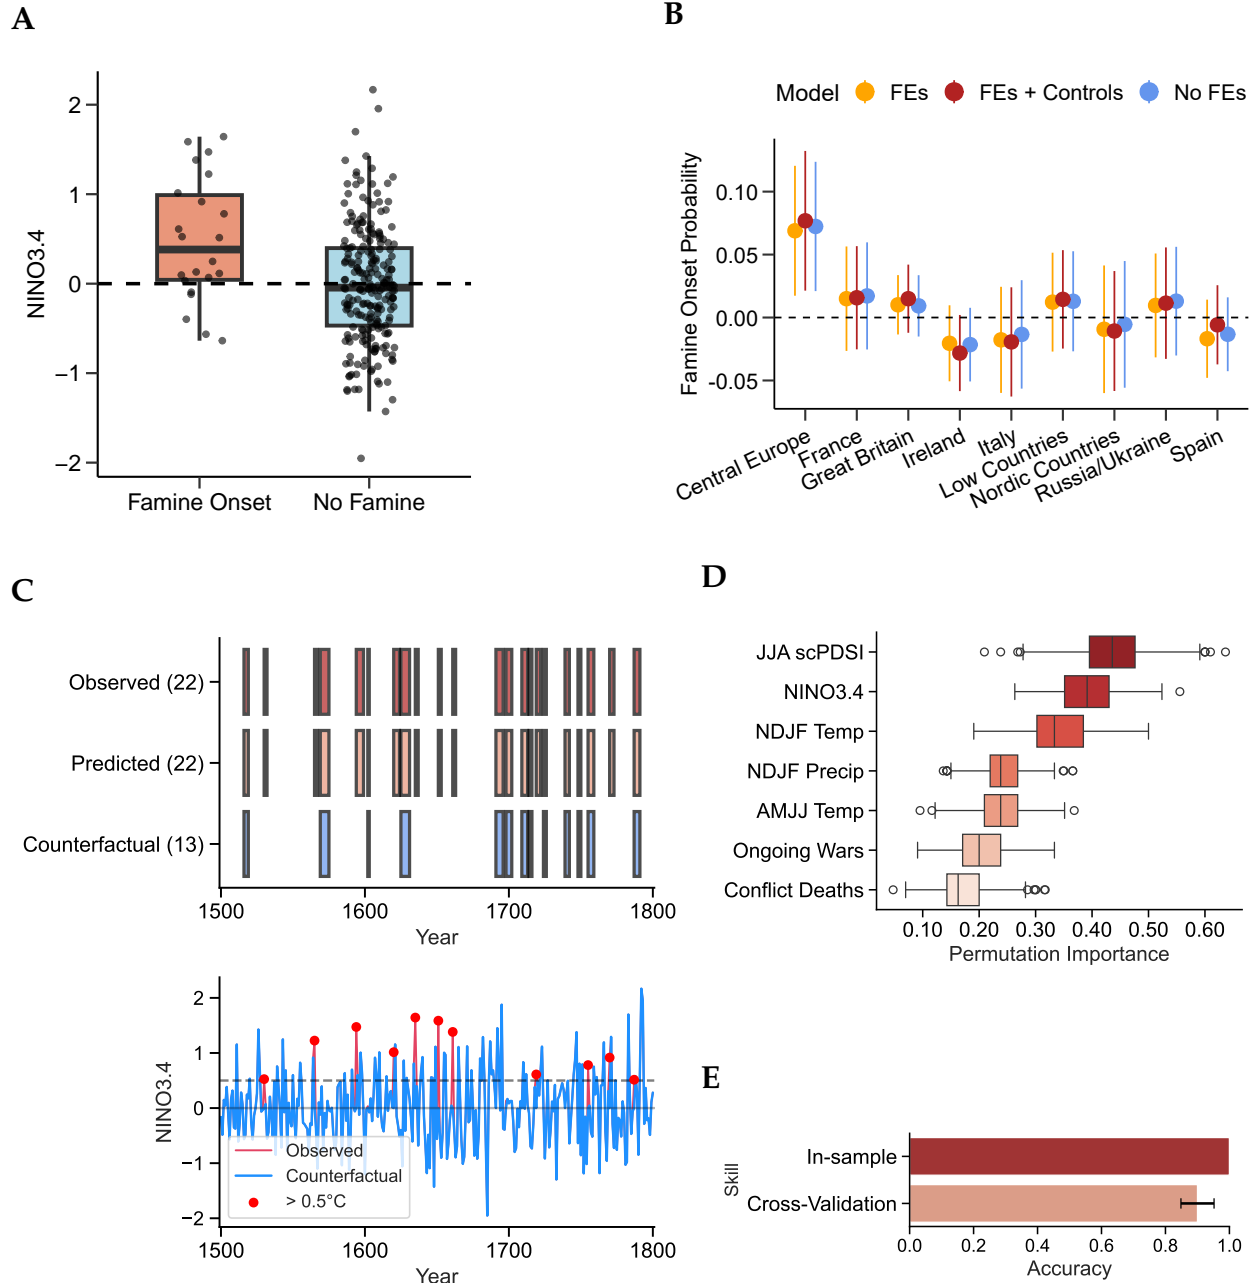 A
NINO3.4
2
1
0
−1
−2
Famine Onset
No Famine
B
Model FEs FEs + Controls No FEs
Famine Onset Probability
0.10
0.05
0.00
-0.05
Central Europe
France
Great Britain
Ireland
Italy
Low Countries
Nordic Countries
Russia/Ukraine
Spain
C
Observed (22)
Predicted (22)
Counterfactual (13)
1500 1600 1700 1800
Year
NINO3.4
2
1
0
−1
−2
Observed
Counterfactual
> 0.5°C
1500 1600 1700 1800
Year
D
JJA scPDSI
NINO3.4
NDJF Temp
NDJF Precip
AMJJ Temp
Ongoing Wars
Conflict Deaths
0.10 0.20 0.30 0.40 0.50 0.60
Permutation Importance
E
Skill
In-sample
Cross-Validation
0.0 0.2 0.4 0.6 0.8 1.0
Accuracy